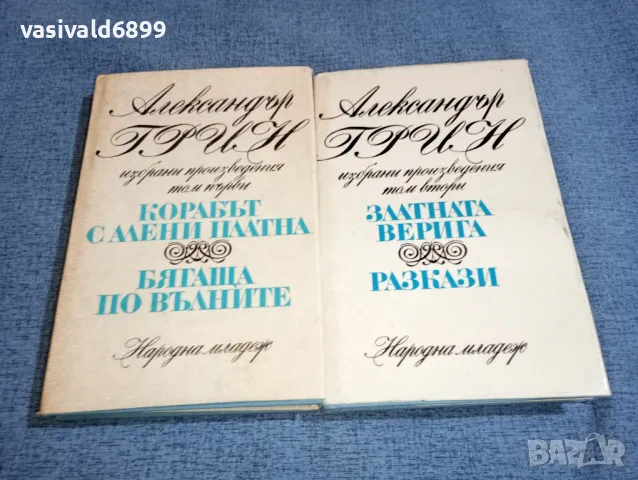 vasivald6899
Александър
ГРИН
избрани произведения
том първи
КОРАБЪТ
С АЛЕНИ ПЛАТНА
БЯГАЩА
ПО ВЪЛНИТЕ
Народна младеж
Александър
ГРИН
избрани произведения
том втори
ЗЛАТНАТА
ВЕРИГА
РАЗКАЗИ
Народна младеж
BAZAR